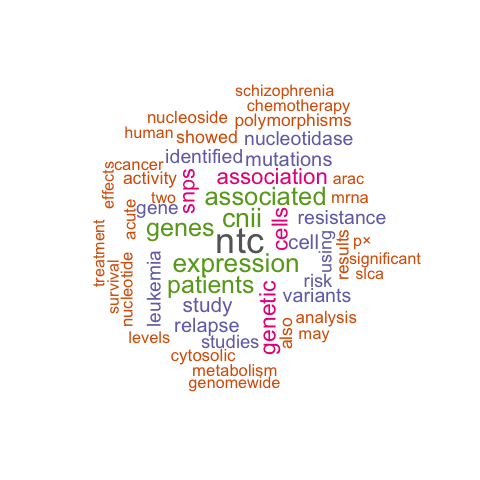 schizophrenia
chemotherapy
nucleoside
polymorphisms
human
showed
nucleotidase
identified
mutations
cancer
effects
activity
snps
association
arac
two
associated
mrna
gene
acute
cnii
cells
resistance
genes
ntc
cell
using
results
p×
significant
treatment
survival
nucleotide
leukemia
expression
slca
patients
genetic
risk
variants
study
relapse
also
analysis
may
levels
studies
cytosolic
metabolism
genomewide